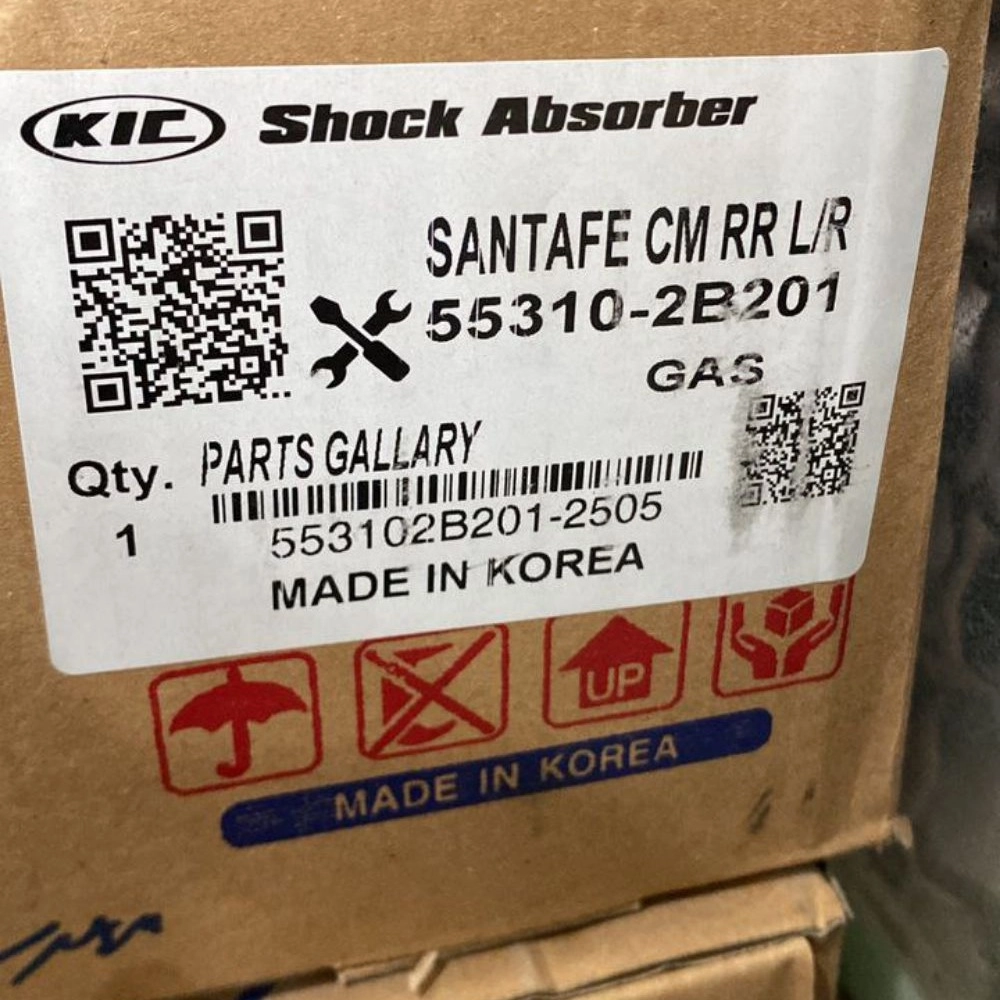 KIC Shock Absorber
SANTAFE CM RR L/R
55310-2B201
GAS
PARTS GALLARY
Qty.
1
553102B201-2505
MADE IN KOREA
UP
MADE IN KOREA